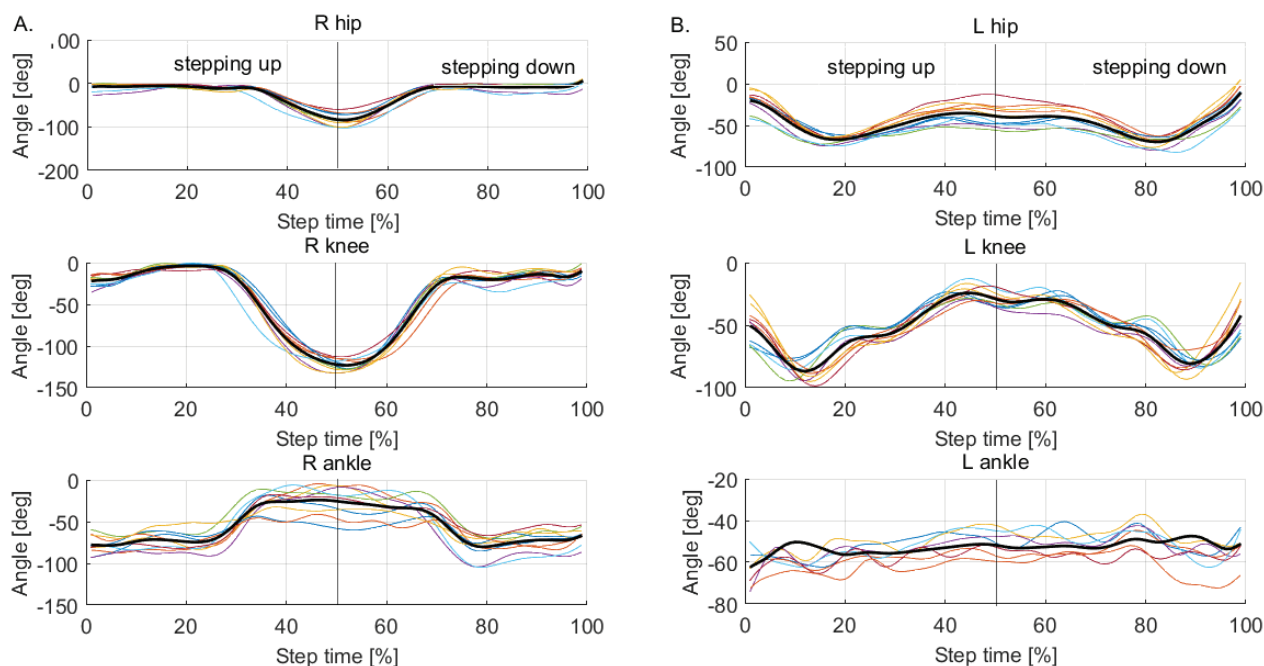 A.
R hip
Angle [deg]
,00
0
-100
-200
stepping up
stepping down
0 20 40 60 80 100
Step time [%]
R knee
Angle [deg]
0
-50
-100
-150
0 20 40 60 80 100
Step time [%]
R ankle
Angle [deg]
0
-50
-100
-150
0 20 40 60 80 100
Step time [%]
B.
L hip
Angle [deg]
50
0
-50
-100
stepping up
stepping down
0 20 40 60 80 100
Step time [%]
L knee
Angle [deg]
0
-50
-100
0 20 40 60 80 100
Step time [%]
L ankle
Angle [deg]
-20
-40
-60
-80
0 20 40 60 80 100
Step time [%]